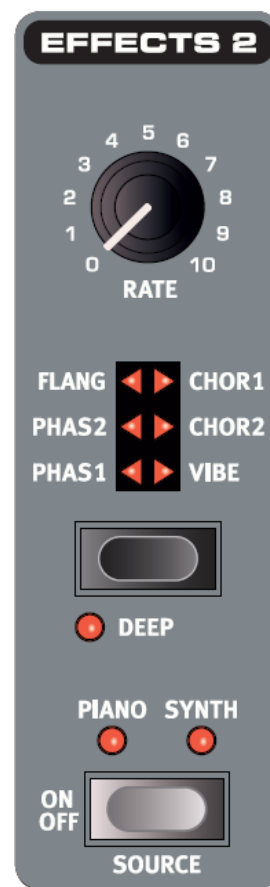 EFFECTS 2
5
4 6
3 7
2 8
1 9
0 10
RATE
FLANG CHOR1
PHAS2 CHOR2
PHAS1 VIBE
DEEP
PIANO SYNTH
ON
OFF
SOURCE